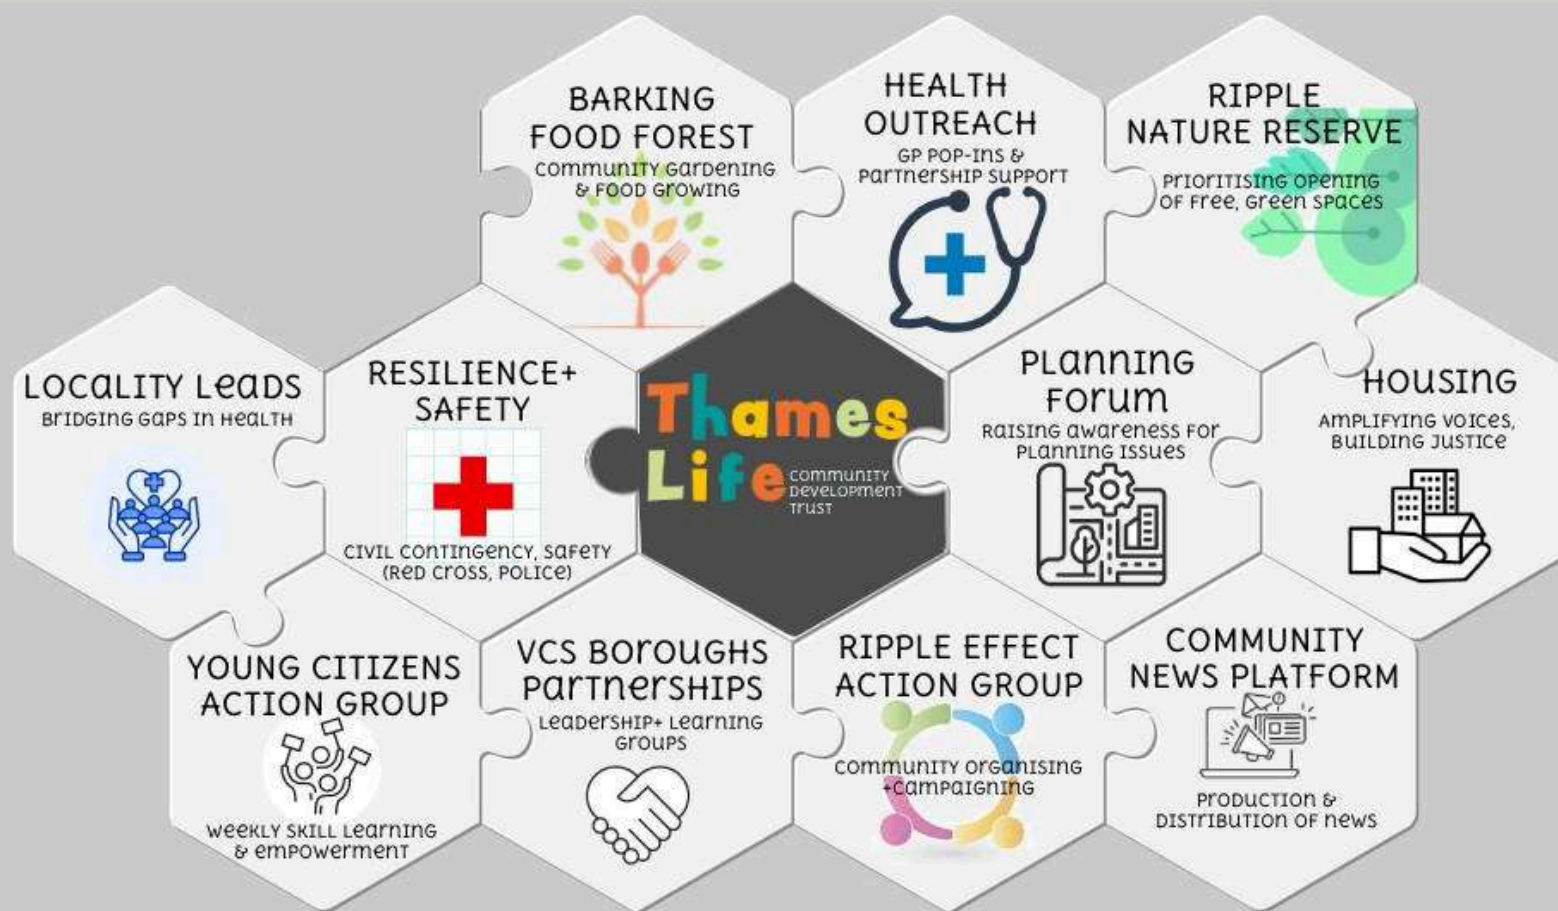 BARKING
FOOD FOREST
COMMUNITY GARDENING
& FOOD GROWING
HEALTH
OUTREACH
GP POP-INS &
PARTNERSHIP SUPPORT
RIPPLE
NATURE RESERVE
PRIORITISING OPENING
OF FREE, GREEN SPACES
LOCALITY LEADS
BRIDGING GAPS IN HEALTH
RESILIENCE+
SAFETY
CIVIL CONTINGENCY, SAFETY
(RED CROSS, POLICE)
Thames
Life
COMMUNITY
DEVELOPMENT
TRUST
PLANNING
FORUM
RAISING AWARENESS FOR
PLANNING ISSUES
HOUSING
AMPLIFYING VOICES,
BUILDING JUSTICE
YOUNG CITIZENS
ACTION GROUP
WEEKLY SKILL LEARNING
& EMPOWERMENT
VCS BOROUGHS
PARTNERSHIPS
LEADERSHIP+ LEARNING
GROUPS
RIPPLE EFFECT
ACTION GROUP
COMMUNITY ORGANISING
+CAMPAIGNING
COMMUNITY
NEWS PLATFORM
PRODUCTION &
DISTRIBUTION OF NEWS